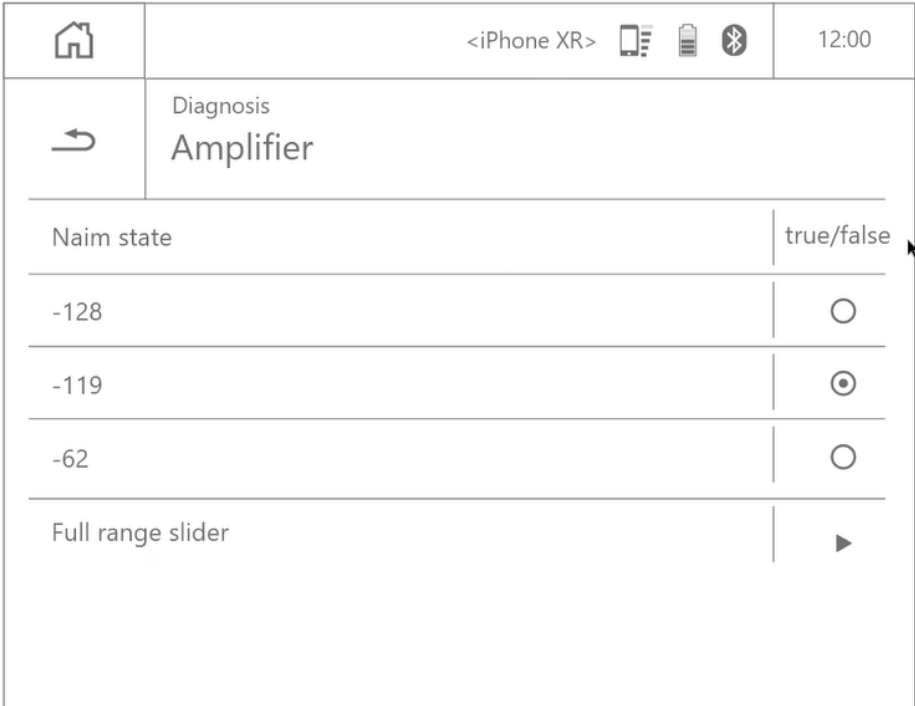 <iPhone XR>
12:00
Diagnosis
Amplifier
Naim state
true/false
-128
-119
-62
Full range slider